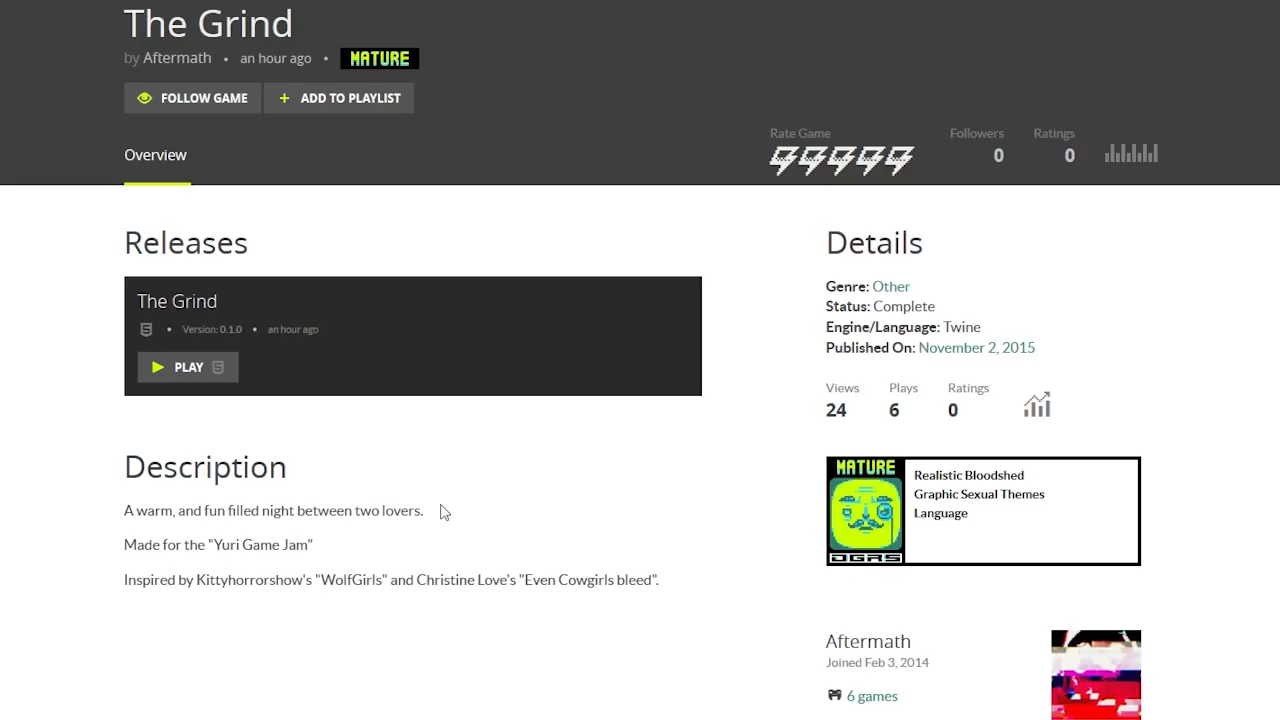 The Grind
by Aftermath • an hour ago • MATURE
FOLLOW GAME
+ ADD TO PLAYLIST
Overview
Rate Game
Followers
0
Ratings
0
Releases
The Grind
5 • Version: 0.1.0 • an hour ago
PLAY 5
Description
A warm, and fun filled night between two lovers.
Made for the "Yuri Game Jam"
Inspired by Kittyhorrorshow's "WolfGirls" and Christine Love's "Even Cowgirls bleed".
Details
Genre: Other
Status: Complete
Engine/Language: Twine
Published On: November 2, 2015
Views
24
Plays
6
Ratings
0
MATURE
OGRS
Realistic Bloodshed
Graphic Sexual Themes
Language
Aftermath
Joined Feb 3, 2014
6 games